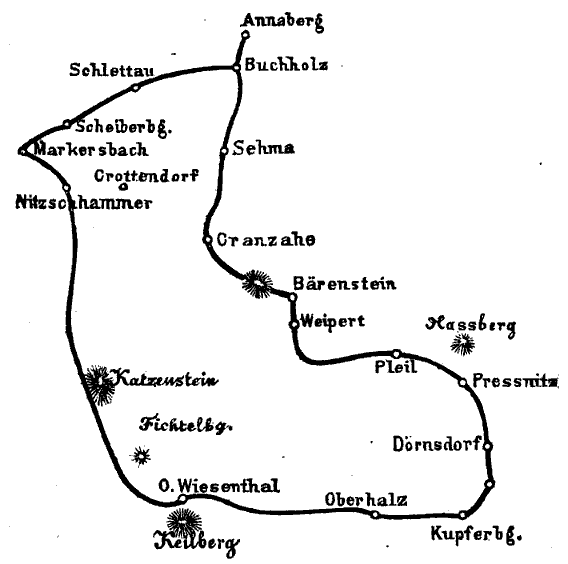 Annaberg
Buchholz
Schlettau
Scheiberbg.
Markersbach
Sehma
Crottendorf
Nitzschhammer
Cranzahe
Bärenstein
Weipert
Hassberg
Pleil
Pressnitz
Katzenstein
Fichtelbg.
Dörnsdorf
O. Wiesenthal
Oberhalz
Kupferbg.
Keilberg